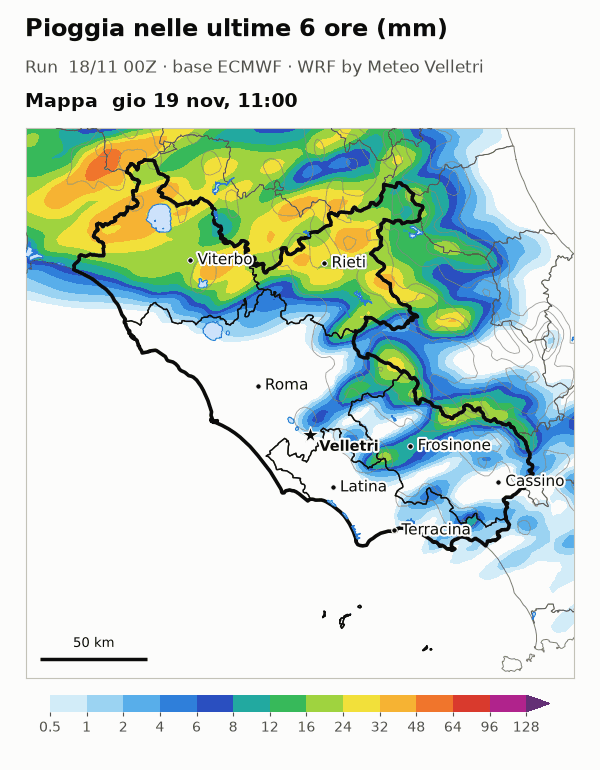 Pioggia nelle ultime 6 ore (mm)
Run 18/11 00Z · base ECMWF · WRF by Meteo Velletri
Mappa gio 19 nov, 11:00
Viterbo
Rieti
Roma
Velletri
Frosinone
Latina
Cassino
Terracina
50 km
0.5 1 2 4 6 8 12 16 24 32 48 64 96 128